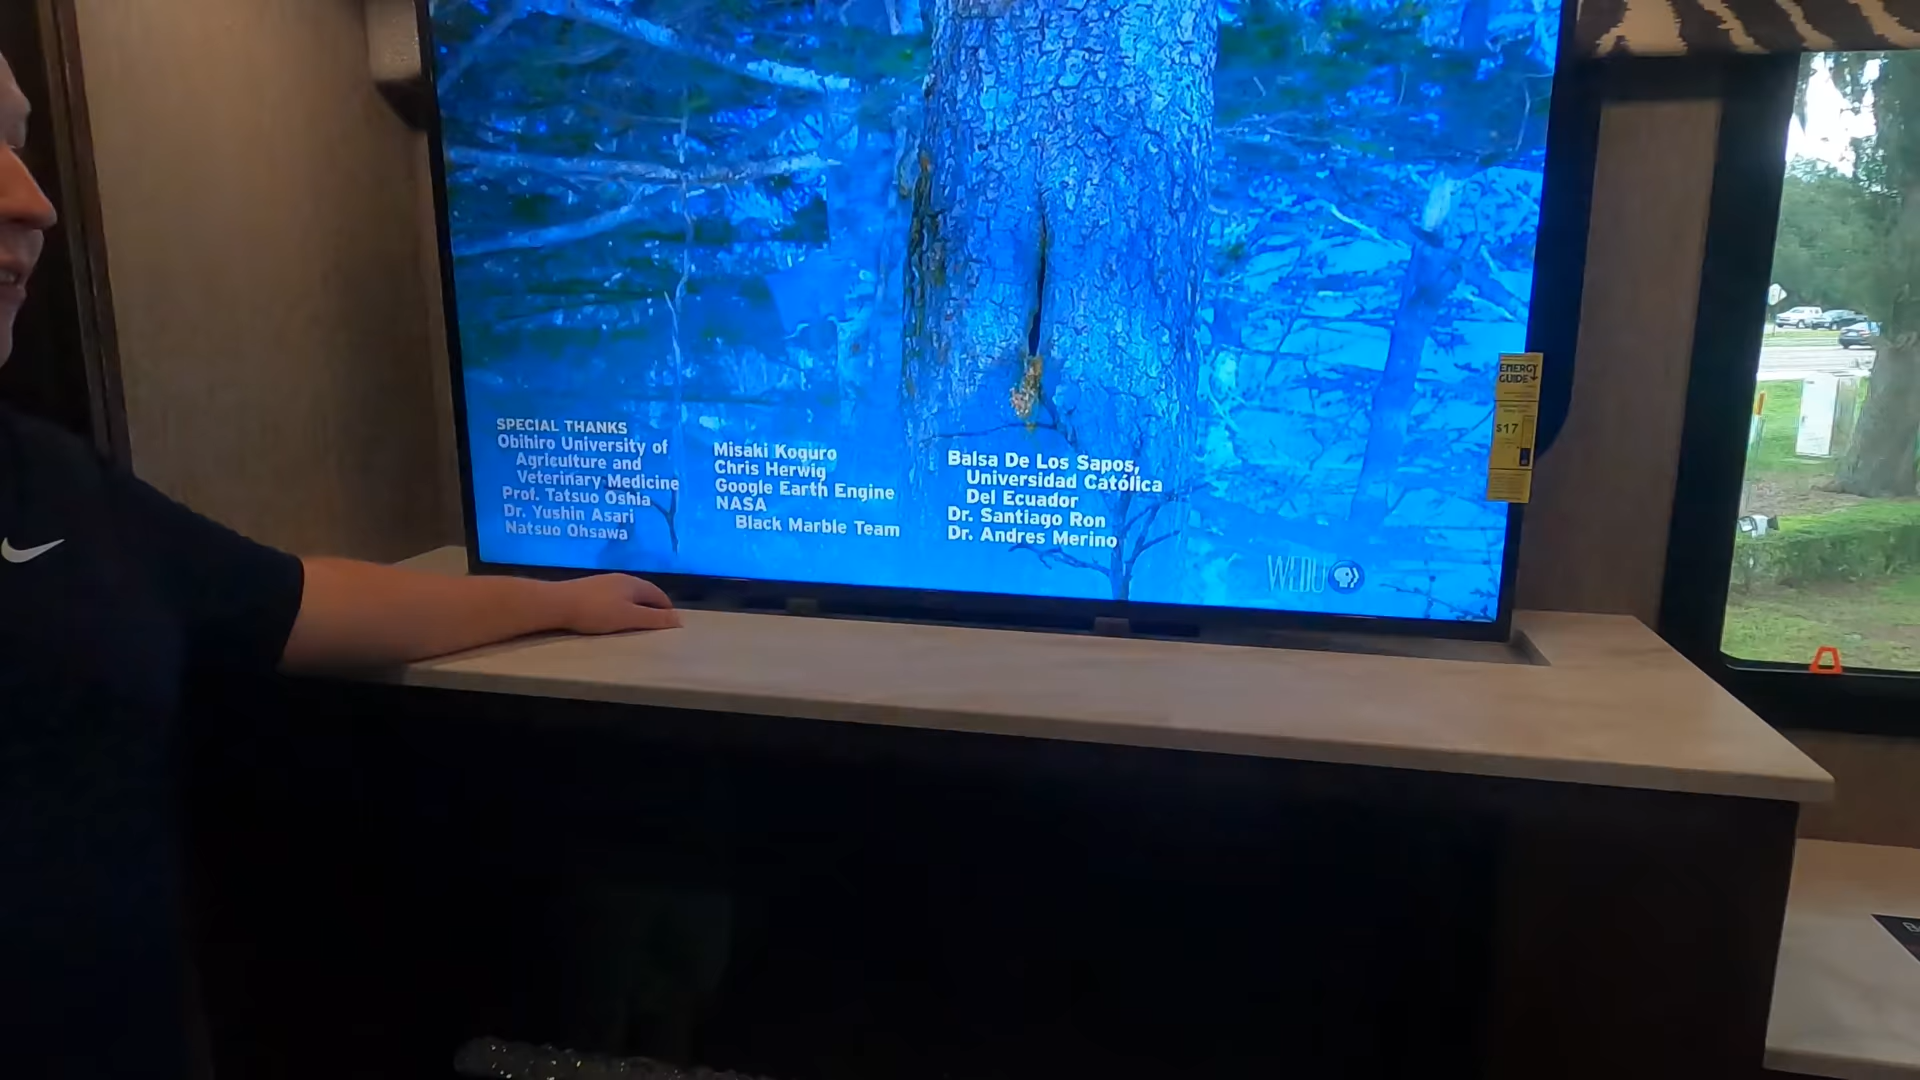 SPECIAL THANKS
Obihiro University of
Agriculture and
Veterinary Medicine
Prof. Tatsuo Oshia
Dr. Yushin Asari
Natsuo Ohsawa
Misaki Koguro
Chris Herwig
Google Earth Engine
NASA
Black Marble Team
Balsa De Los Sapos,
Universidad Católica
Del Ecuador
Dr. Santiago Ron
Dr. Andres Merino
WEDU
ENERGY
GUIDE
$17